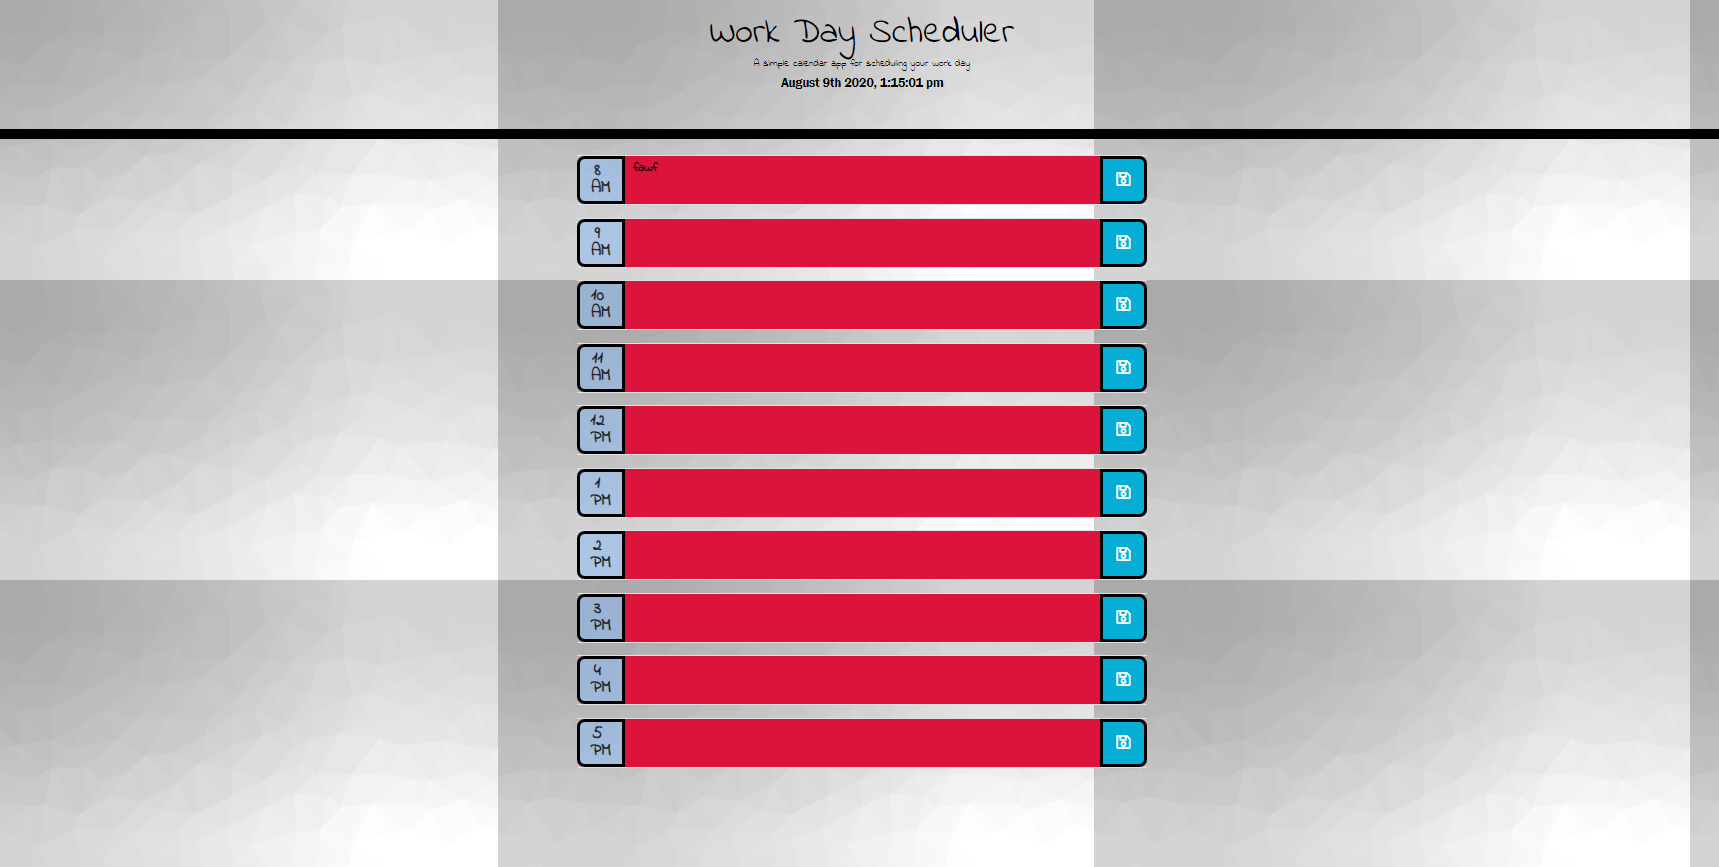 Work Day Scheduler
A simple calendar app for scheduling your work day
August 9th 2020, 1:15:01 pm
8
AM
fawf
9
AM
10
AM
11
AM
12
PM
1
PM
2
PM
3
PM
4
PM
5
PM